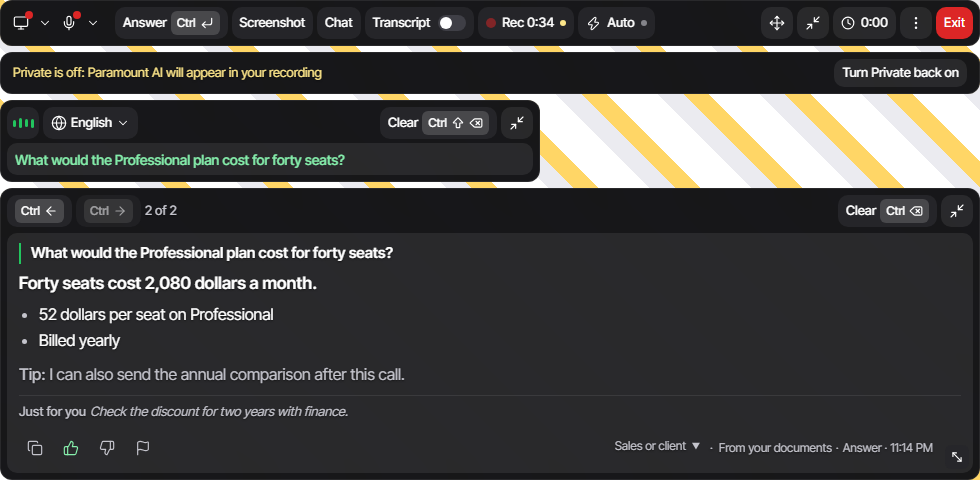 Answer Ctrl Screenshot Chat Transcript Rec 0:34 Auto 0:00 Exit
Private is off: Paramount AI will appear in your recording Turn Private back on
English Clear Ctrl
What would the Professional plan cost for forty seats?
Ctrl Ctrl 2 of 2 Clear Ctrl
What would the Professional plan cost for forty seats?
Forty seats cost 2,080 dollars a month.
• 52 dollars per seat on Professional
• Billed yearly
Tip: I can also send the annual comparison after this call.
Just for you Check the discount for two years with finance.
Sales or client ▼ · From your documents · Answer · 11:14 PM